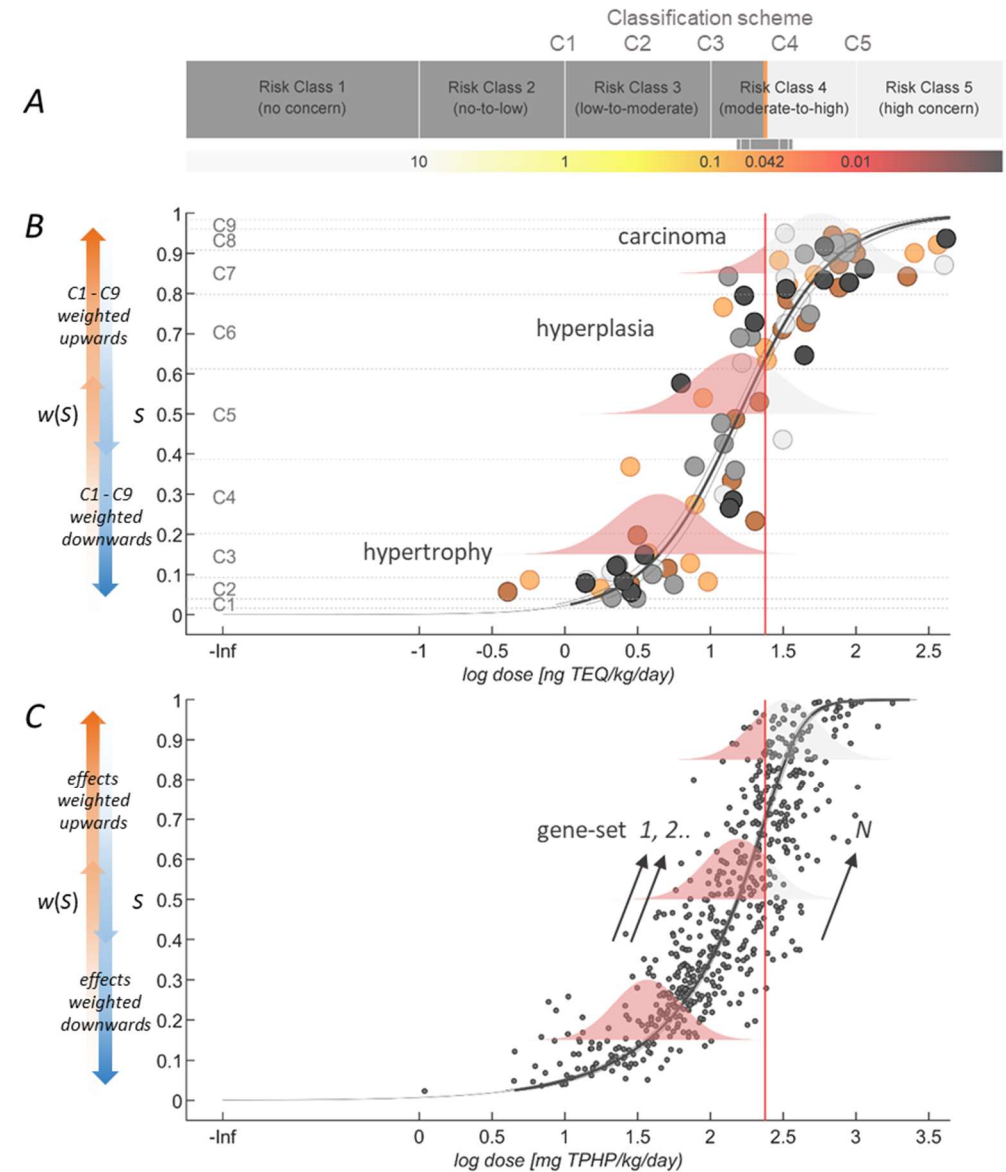 Classification scheme
C1 C2 C3 C4 C5
A
Risk Class 1 Risk Class 2 Risk Class 3 Risk Class 4 Risk Class 5
(no concern) (no-to-low) (low-to-moderate) (moderate-to-high) (high concern)
10 1 0.1 0.042 0.01
B
1
C9
C8
0.9
carcinoma
C7
0.8
C1 - C9
weighted
upwards
0.7
C6
hyperplasia
0.6
w(S) S
0.5
C5
0.4
C1 - C9
weighted
downwards
0.3
C4
0.2
hypertrophy
C3
0.1
C2
C1
0
-Inf -1 -0.5 0 0.5 1 1.5 2 2.5
log dose [ng TEQ/kg/day)
C
1
0.9
0.8
effects
weighted
upwards
0.7
gene-set 1, 2.. N
0.6
w(S) S
0.5
0.4
0.3
effects
weighted
downwards
0.2
0.1
0
-Inf 0 0.5 1 1.5 2 2.5 3 3.5
log dose [mg TPHP/kg/day)